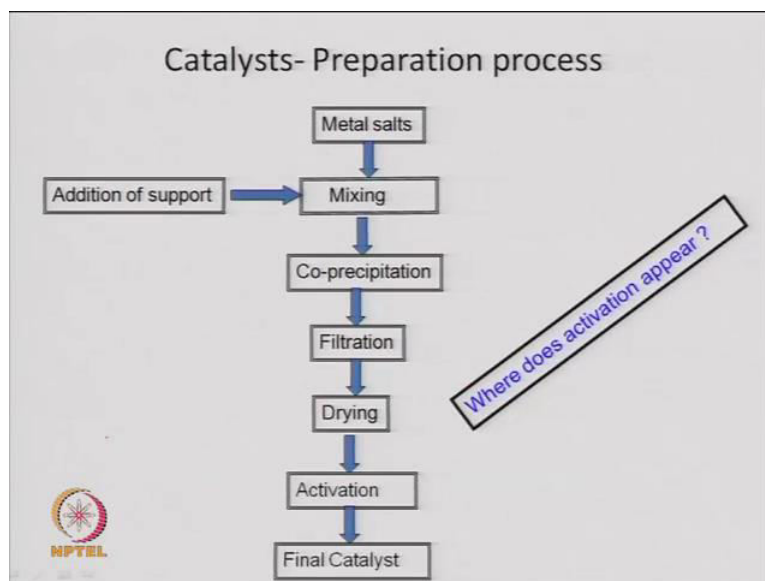 Catalysts- Preparation process
Metal salts
Addition of support
Mixing
Co-precipitation
Filtration
Drying
Activation
Final Catalyst
Where does activation appear ?
NPTEL